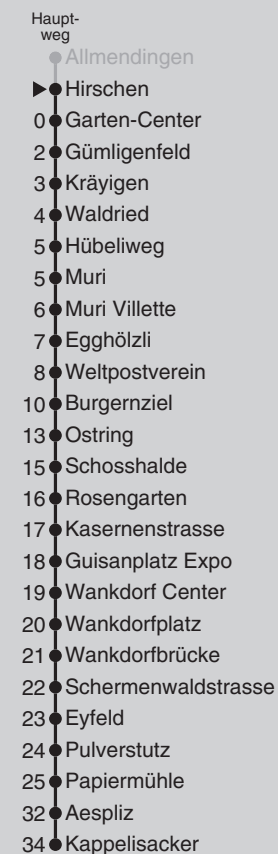 Haupt-
weg
Allmendingen
Hirschen
0 Garten-Center
2 Gümligenfeld
3 Kräyigen
4 Waldried
5 Hübeliweg
5 Muri
6 Muri Villette
7 Egghölzli
8 Weltpostverein
10 Burgernziel
13 Ostring
15 Schosshalde
16 Rosengarten
17 Kasernenstrasse
18 Guisanplatz Expo
19 Wankdorf Center
20 Wankdorfplatz
21 Wankdorfbrücke
22 Schermenwaldstrasse
23 Eyfeld
24 Pulverstutz
25 Papiermühle
32 Aespliz
34 Kappelisacker